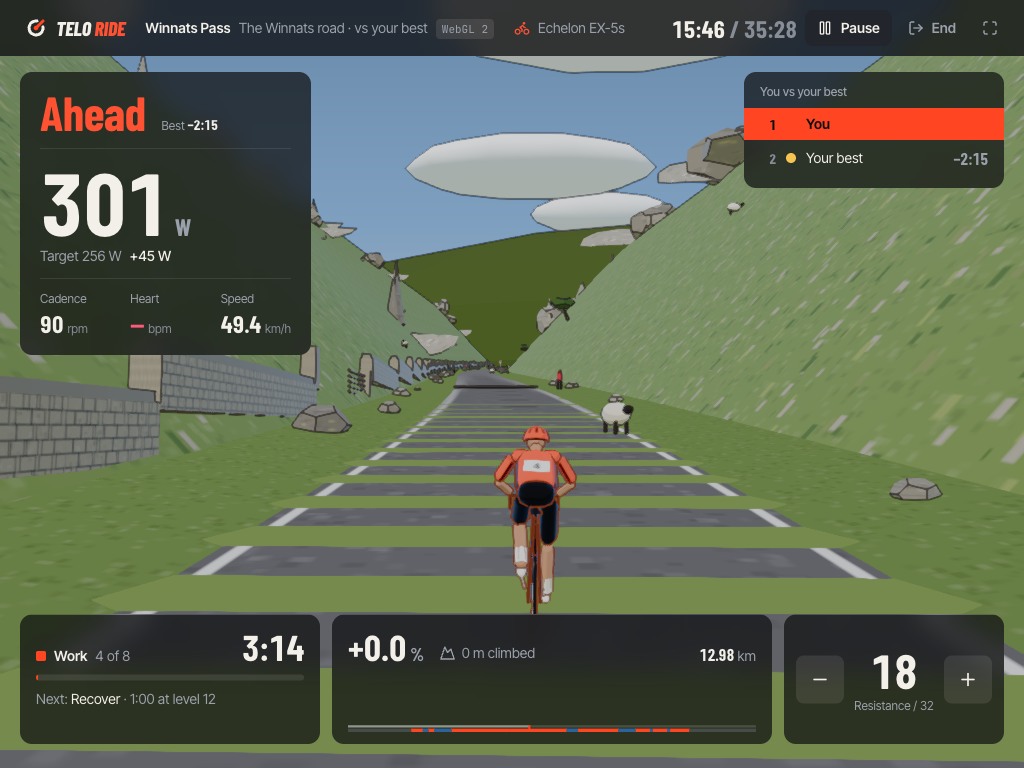 TELO RIDE Winnats Pass The Winnats road · vs your best WebGL 2 Echelon EX-5s 15:46 / 35:28 Pause End
Ahead Best −2:15
301 W
Target 256 W +45 W
Cadence Heart Speed
90 rpm — bpm 49.4 km/h
You vs your best
1 You
2 Your best −2:15
4
Work 4 of 8 3:14
Next: Recover · 1:00 at level 12
+0.0 % 0 m climbed 12.98 km
− 18 +
Resistance / 32